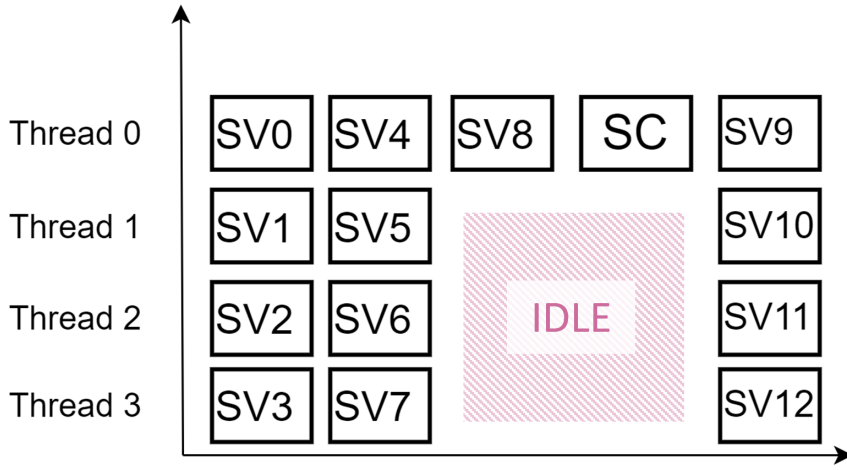 Thread 0 SV0 SV4 SV8 SC SV9
Thread 1 SV1 SV5 SV10
Thread 2 SV2 SV6 IDLE SV11
Thread 3 SV3 SV7 SV12